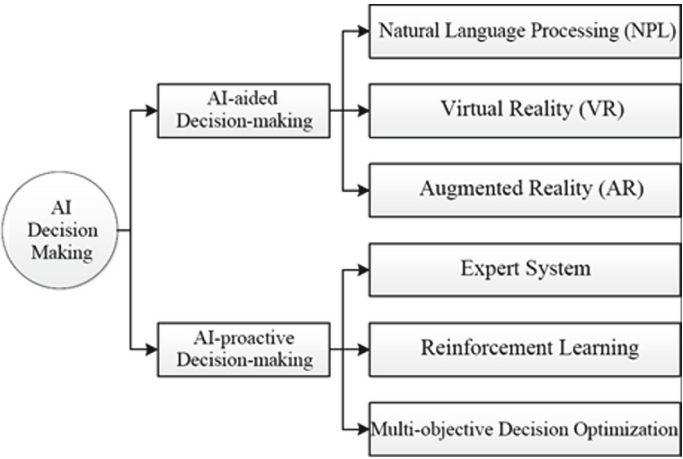 AI
Decision
Making
AI-aided
Decision-making
Natural Language Processing (NPL)
Virtual Reality (VR)
Augmented Reality (AR)
AI-proactive
Decision-making
Expert System
Reinforcement Learning
Multi-objective Decision Optimization